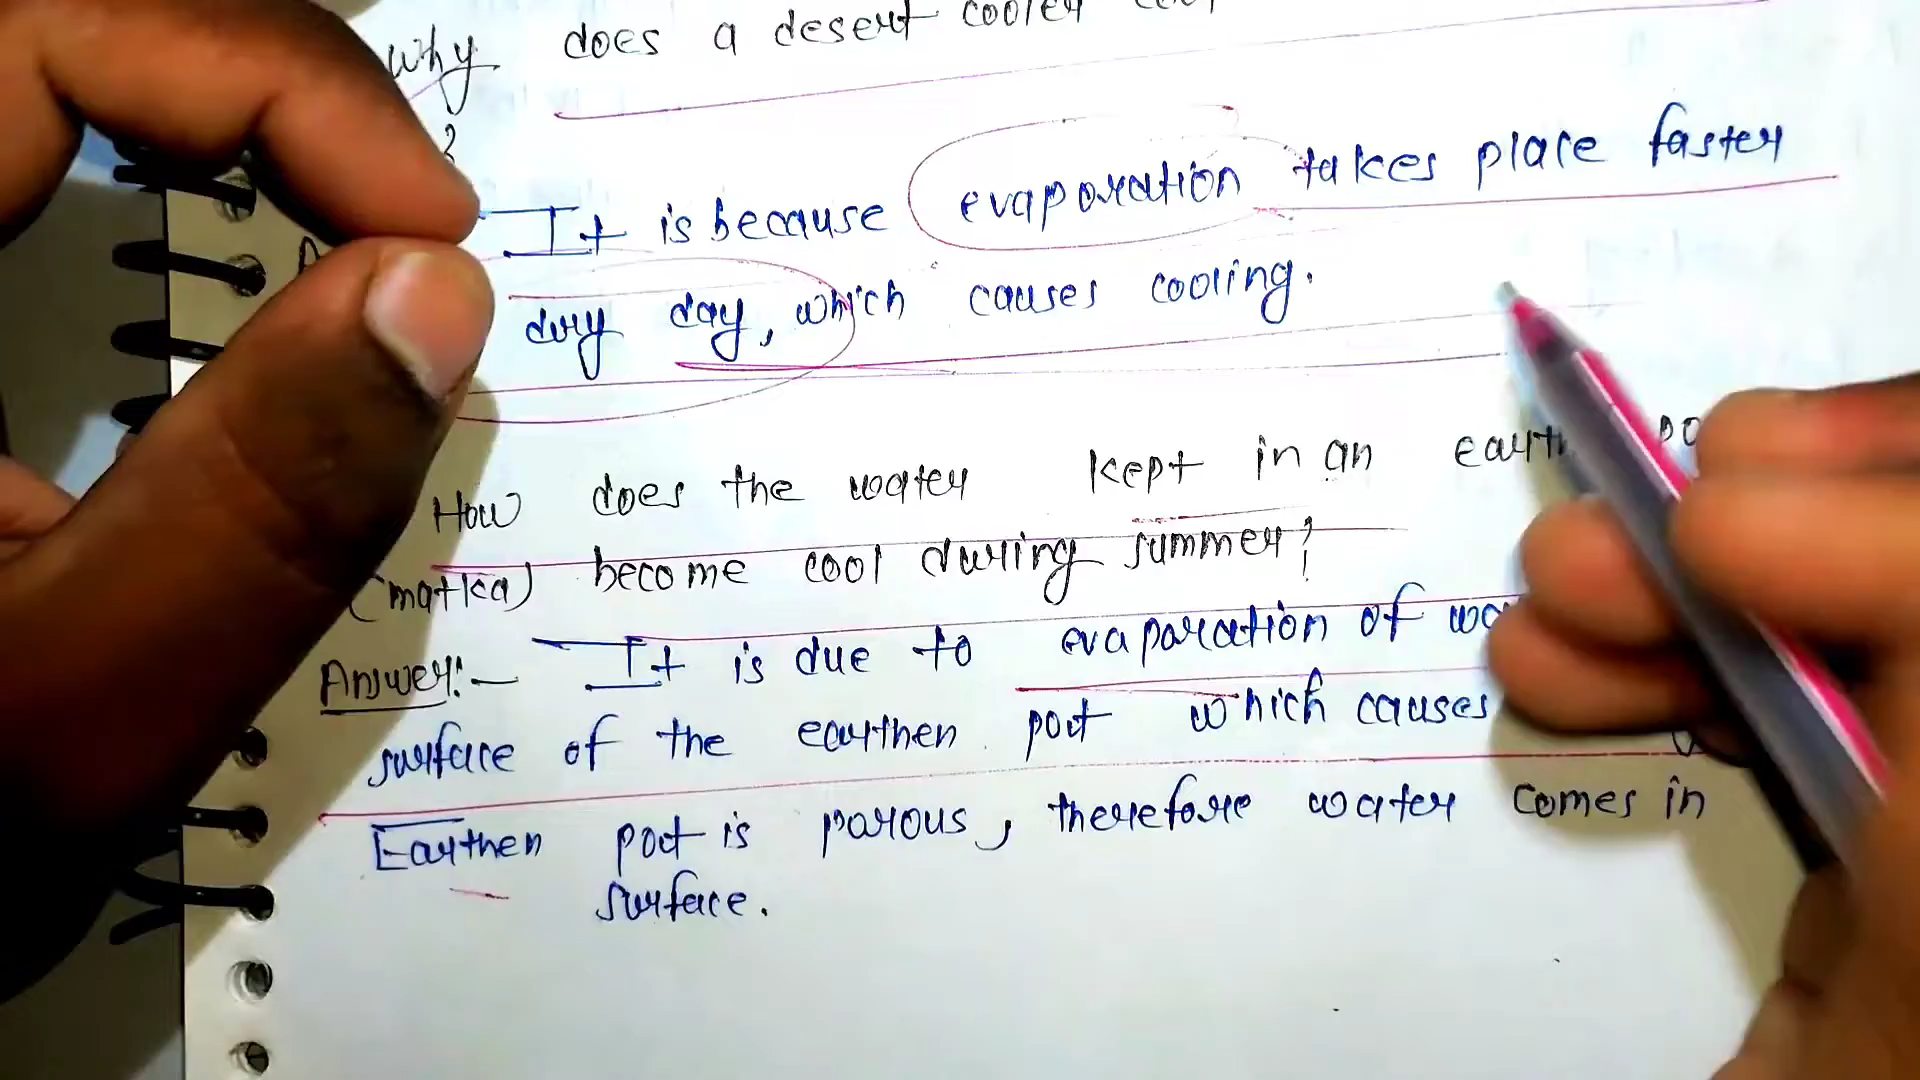 Why does a desert cooler
?
It is because evaporation takes place faster
dry day, which causes cooling.
How does the water kept in an
(matka) become cool during summer?
Answer:- It is due to evaporation of
surface of the earthen pot which causes
Earthen pot is porous, therefore water comes in
surface.